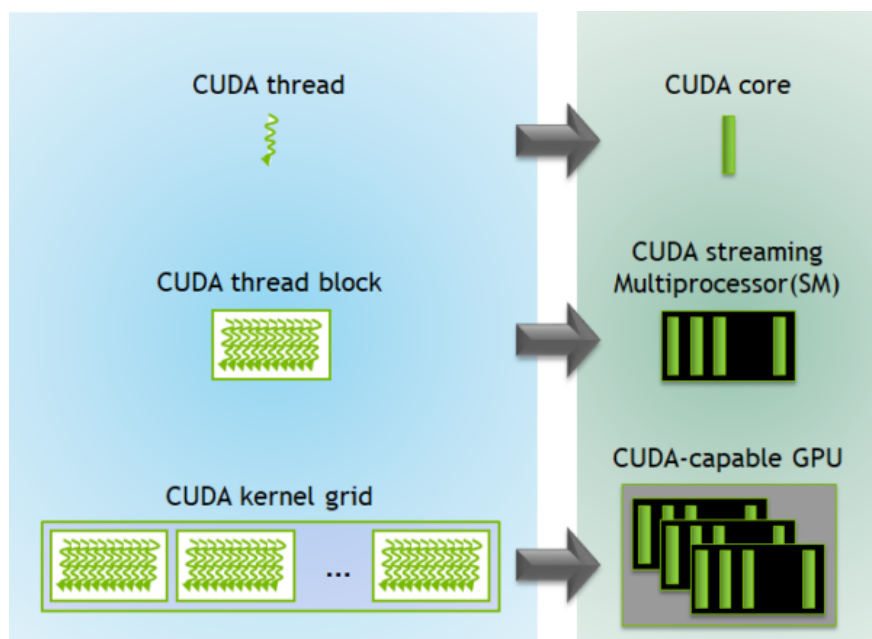 CUDA thread
CUDA core
CUDA thread block
CUDA streaming
Multiprocessor(SM)
CUDA kernel grid
...
CUDA-capable GPU